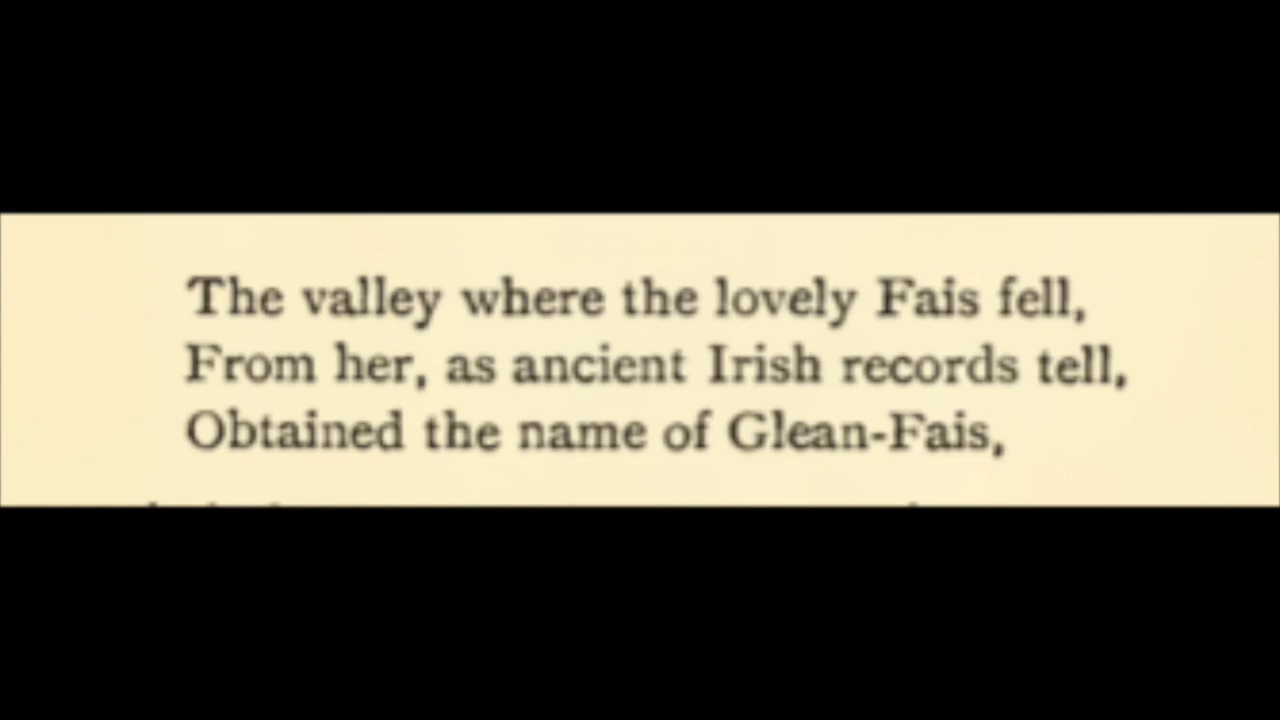 The valley where the lovely Fais fell,
From her, as ancient Irish records tell,
Obtained the name of Glean-Fais,